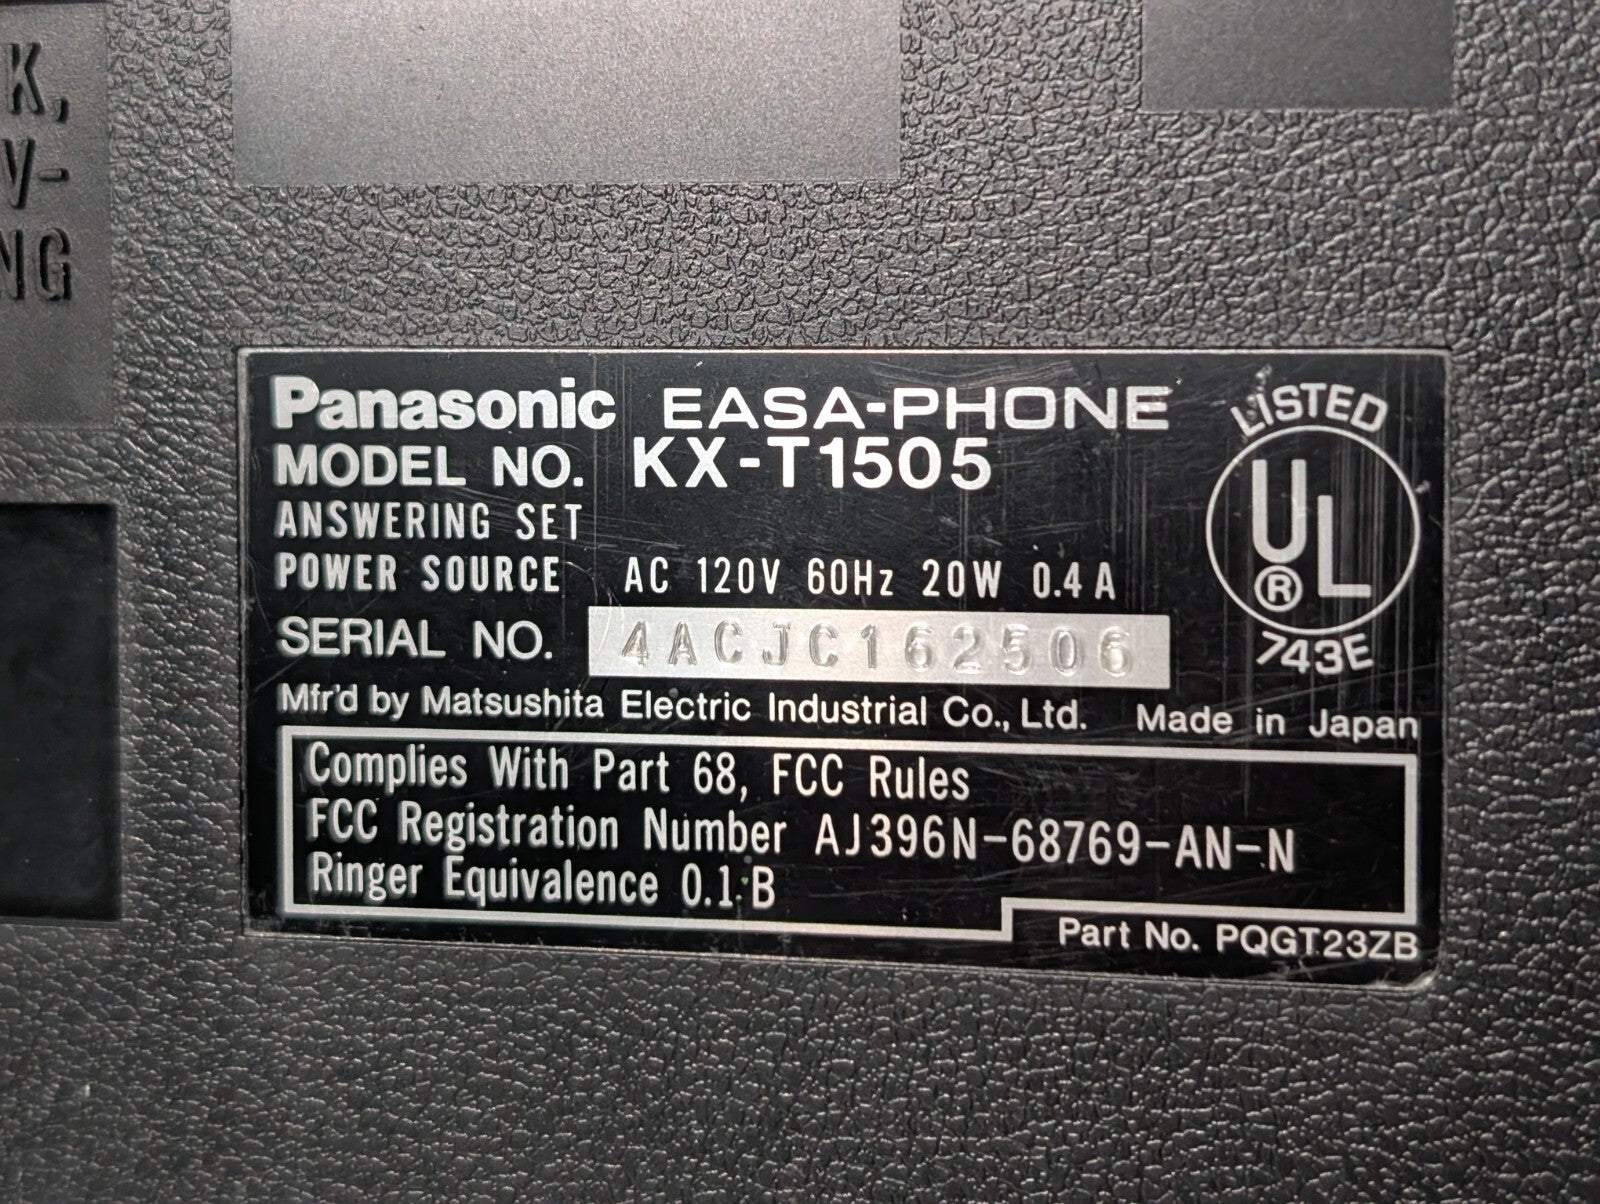 K,
V-
NG
Panasonic EASA-PHONE
MODEL NO. KX-T1505
ANSWERING SET
POWER SOURCE AC 120V 60Hz 20W 0.4A
SERIAL NO. 4ACJC162506
Mfr'd by Matsushita Electric Industrial Co., Ltd. Made in Japan
LISTED
UL®
743E
Complies With Part 68, FCC Rules
FCC Registration Number AJ396N-68769-AN-N
Ringer Equivalence 0.1.B
Part No. PQGT23ZB